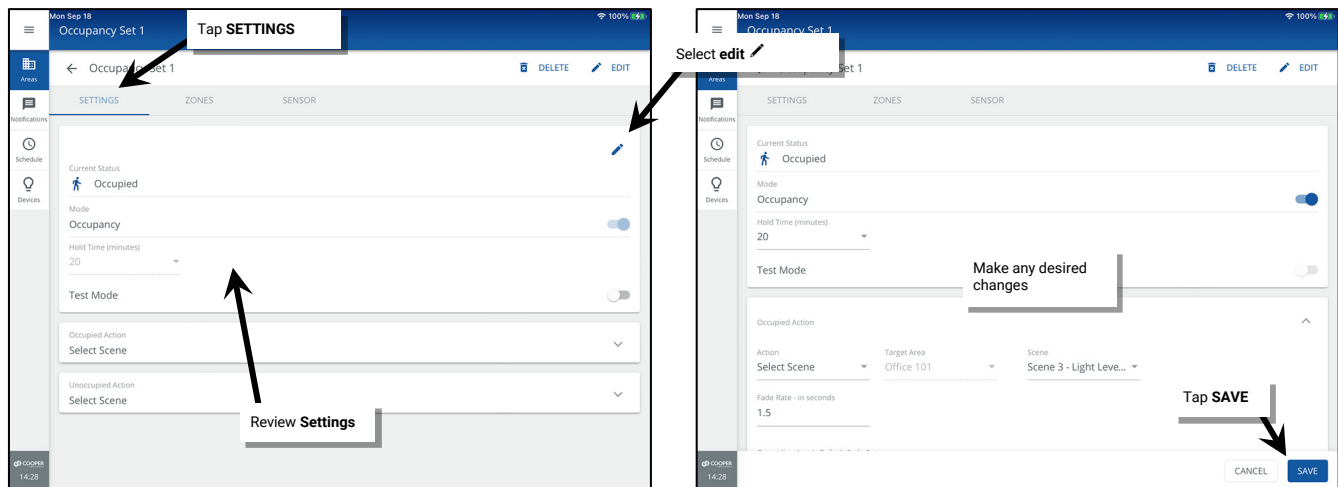 Mon Sep 18
100%
Occupancy Set 1
Tap SETTINGS
Areas
Notifications
Schedule
Devices
COOPER
14:28
Occupancy Set 1
DELETE
EDIT
SETTINGS
ZONES
SENSOR
Current Status
Occupied
Mode
Occupancy
Hold Time (minutes)
20
Test Mode
Occupied Action
Select Scene
Unoccupied Action
Select Scene
Review Settings
Mon Sep 18
100%
Occupancy Set 1
Select edit
Areas
Notifications
Schedule
Devices
COOPER
14:28
Set 1
DELETE
EDIT
SETTINGS
ZONES
SENSOR
Current Status
Occupied
Mode
Occupancy
Hold Time (minutes)
20
Test Mode
Make any desired
changes
Occupied Action
Action
Select Scene
Target Area
Office 101
Scene
Scene 3 - Light Leve...
Fade Rate - in seconds
1.5
Tap SAVE
CANCEL
SAVE